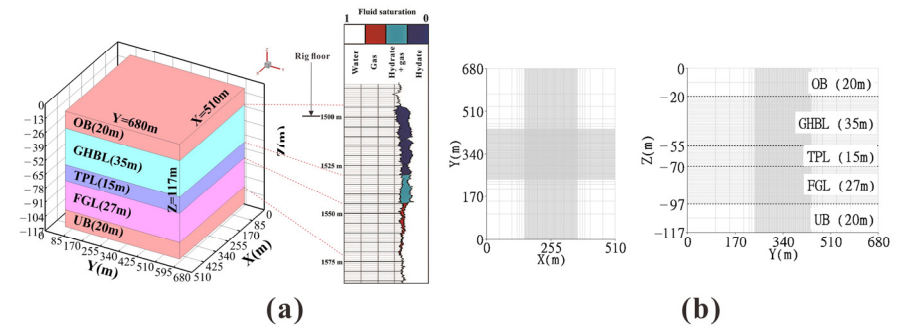 (a)
Fluid saturation
1 0
Rig floor
Water
Gas
Hydrate
+ gas
Hydate
1500 m
1525 m
1550 m
1575 m
Y=680m
X=510m
Z=117m
OB(20m)
GHBL(35m)
TPL(15m)
FGL(27m)
UB(20m)
0
−13
−26
−39
−52
−65
−78
−91
−104
−117
Z(m)
0 85 170 255 340 425 510 595 680
Y(m)
0
85
170
255
340
425
510
X(m)
680
510
340
170
0
Y(m)
0 255 510
X(m)
0
−20
−55
−70
−97
−117
Z(m)
OB (20m)
GHBL (35m)
TPL (15m)
FGL (27m)
UB (20m)
0 170 340 510 680
Y(m)
(a)
(b)